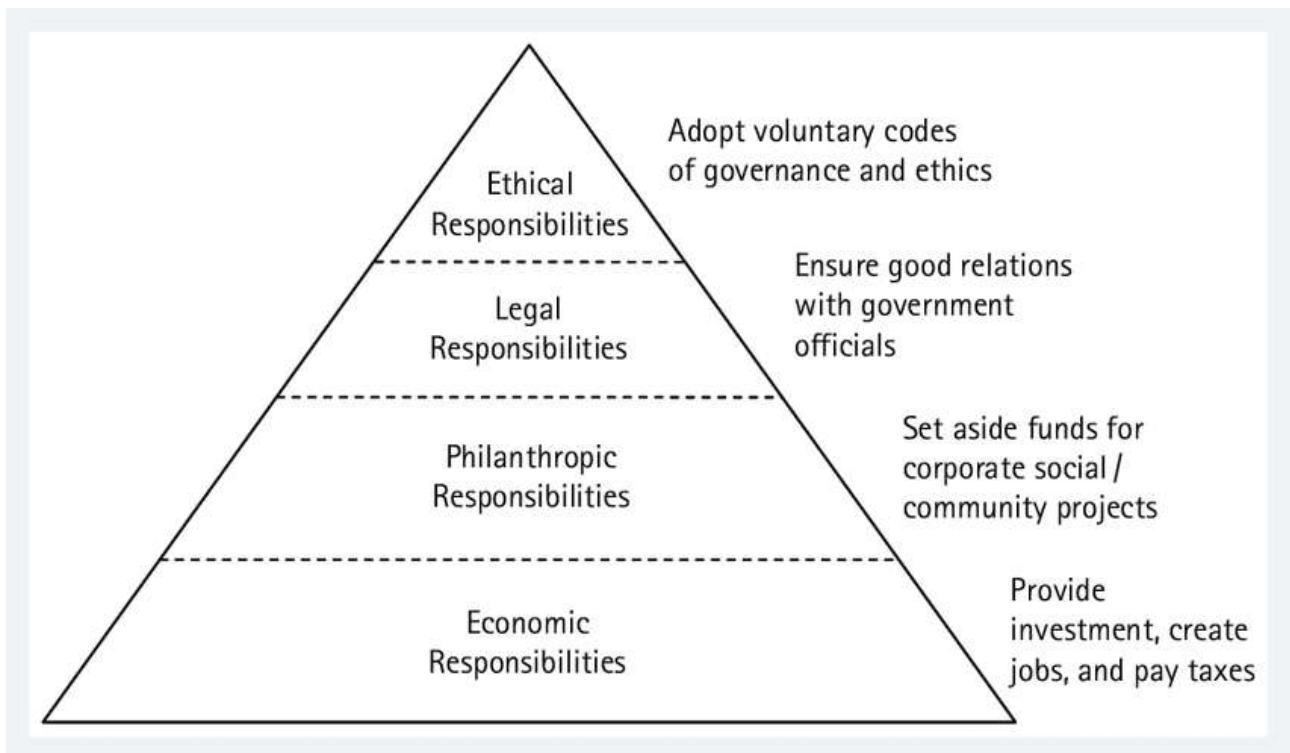 Adopt voluntary codes
of governance and ethics
Ethical
Responsibilities
Ensure good relations
with government
officials
Legal
Responsibilities
Set aside funds for
corporate social /
community projects
Philanthropic
Responsibilities
Provide
investment, create
jobs, and pay taxes
Economic
Responsibilities